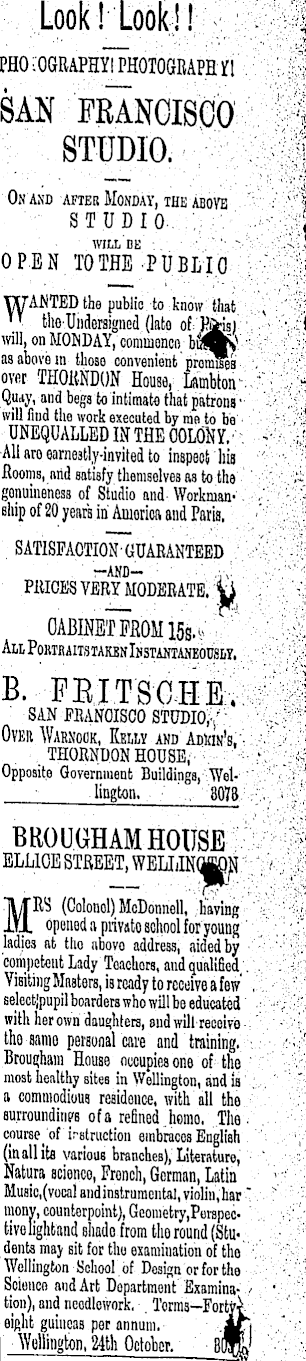 Look! Look!!
PHO:OGRAPHY! PHOTOGRAPHY!
SAN FRANCISCO
STUDIO.
ON AND AFTER MONDAY, THE ABOVE
STUDIO
WILL BE
OPEN TO THE PUBLIC
WANTED the public to know that
the Undersigned (late of Paris)
will, on MONDAY, commence
as above in those convenient premises
over THORNDON House, Lambton
Quay, and begs to intimate that patrons
will find the work executed by me to be
UNEQUALLED IN THE COLONY.
All are earnestly invited to inspect his
Rooms, and satisfy themselves as to the
genuineness of Studio and Workman-
ship of 20 years in America and Paris.
SATISFACTION GUARANTEED
—AND—
PRICES VERY MODERATE.
CABINET FROM 15s.
ALL PORTRAITS TAKEN INSTANTANEOUSLY.
B. FRITSCHE.
SAN FRANCISCO STUDIO,
OVER WARNOCK, KELLY AND ADKIN'S,
THORNDON HOUSE,
Opposite Government Buildings, Wel-
lington. 3073
BROUGHAM HOUSE
ELLICE STREET, WELLINGTON
MRS (Colonel) McDonnell, having
opened a private school for young
ladies at the above address, aided by
competent Lady Teachers, and qualified
Visiting Masters, is ready to receive a few
select pupil boarders who will be educated
with her own daughters, and will receive
the same personal care and training.
Brougham House occupies one of the
most healthy sites in Wellington, and is
a commodious residence, with all the
surroundings of a refined home. The
course of i-struction embraces English
(in all its various branches), Literature,
Natura science, French, German, Latin
Music, (vocal and instrumental, violin, har
mony, counterpoint), Geometry, Perspec-
tive light and shade from the round (Stu-
dents may sit for the examination of the
Wellington School of Design or for the
Science and Art Department Examina-
tion), and needlework. Terms—Forty-
eight guineas per annum.
Wellington, 24th October.